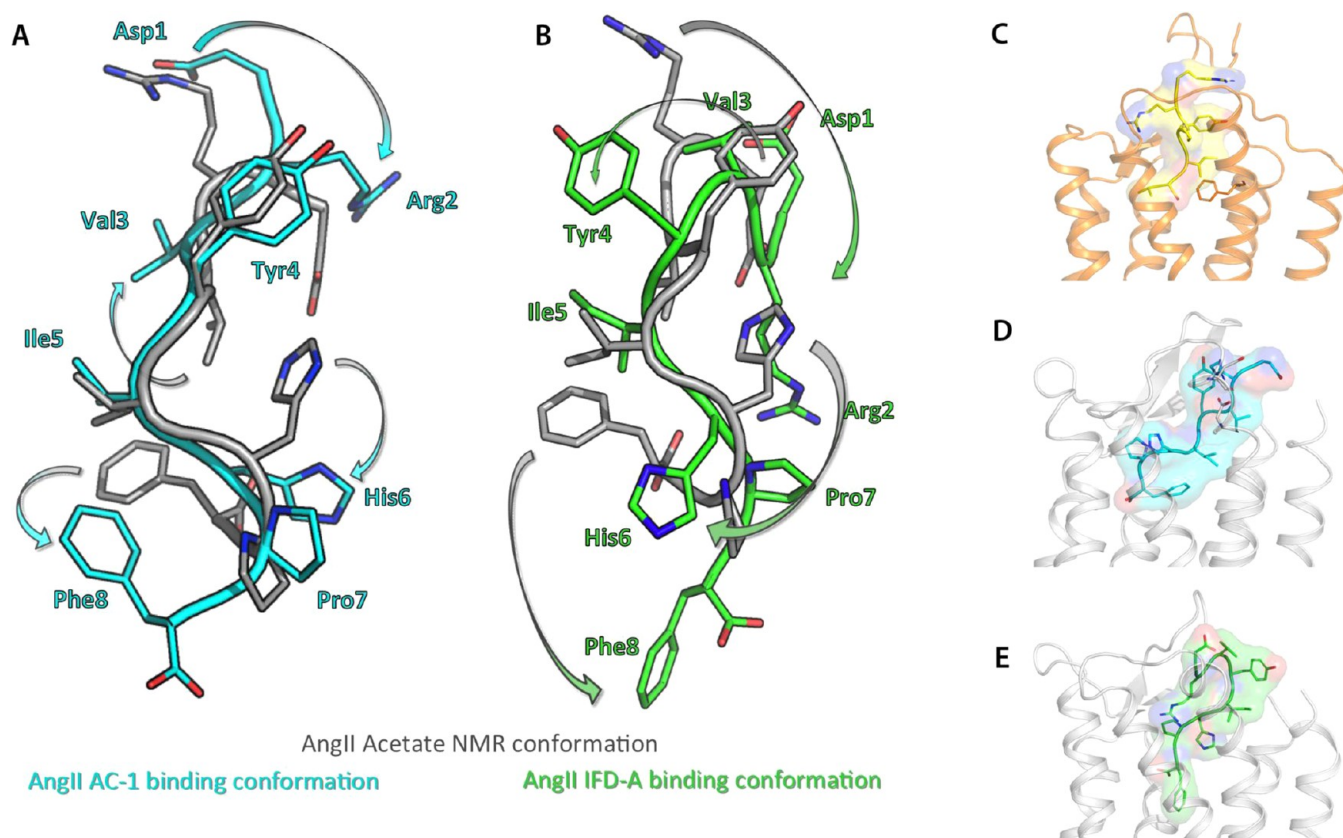 A
Asp1
Val3
Arg2
Tyr4
Ile5
His6
Phe8
Pro7
B
Val3
Asp1
Tyr4
Ile5
Arg2
Pro7
His6
Phe8
AngII Acetate NMR conformation
AngII AC-1 binding conformation
AngII IFD-A binding conformation
C
D
E